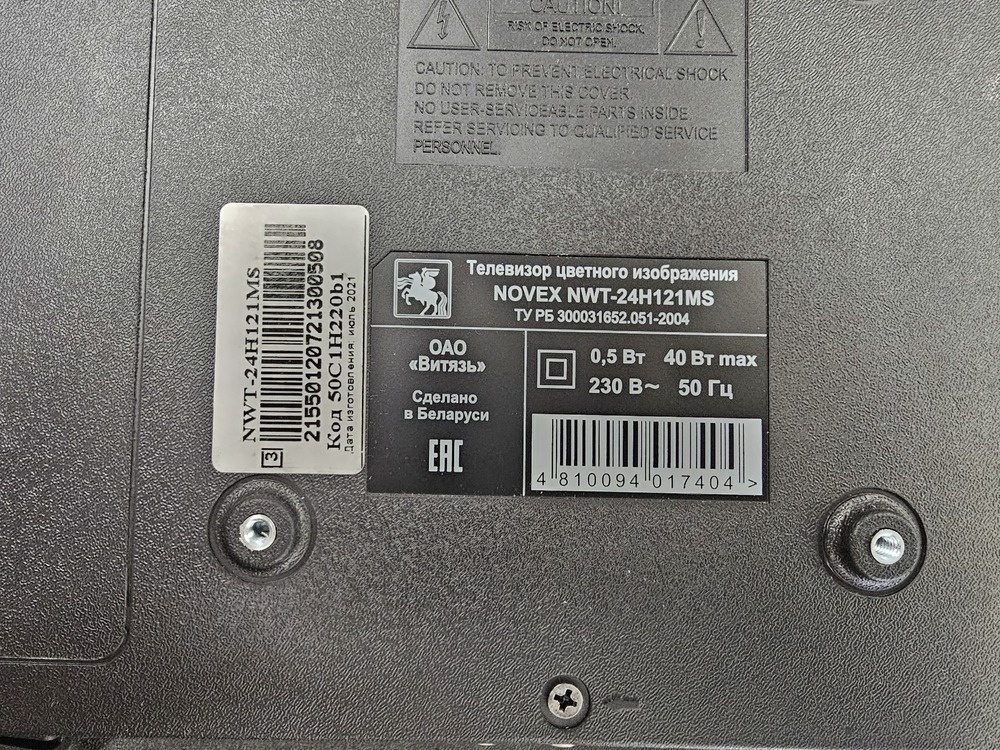 CAUTION!
RISK OF ELECTRIC SHOCK.
DO NOT OPEN.
CAUTION: TO PREVENT ELECTRICAL SHOCK
DO NOT REMOVE THIS COVER.
NO USER-SERVICEABLE PARTS INSIDE
REFER SERVICING TO QUALIFIED SERVICE
PERSONNEL.
NWT-24H121MS
21550120721300508
Код 50C1H220b1
Дата изготовления: июль 2021
3
Телевизор цветного изображения
NOVEX NWT-24H121MS
ТУ РБ 300031652.051-2004
ОАО
«Витязь»
Сделано
в Беларуси
EAC
0,5 Вт 40 Вт max
230 В~ 50 Гц
4 810094 017404 >